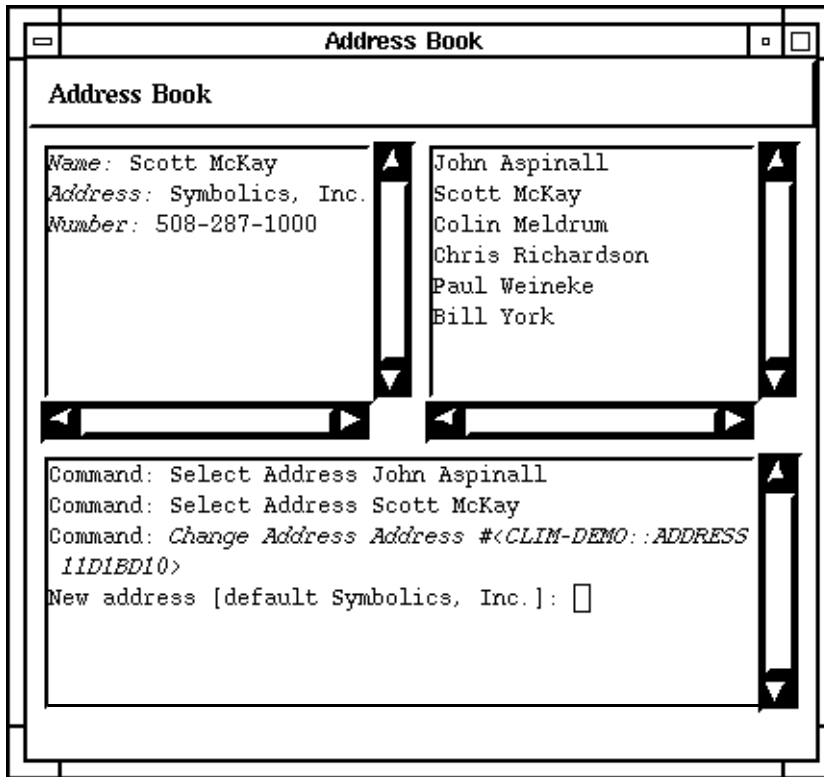 Address Book
Address Book
Name: Scott McKay
Address: Symbolics, Inc.
Number: 508-287-1000
John Aspinall
Scott McKay
Colin Meldrum
Chris Richardson
Paul Weineke
Bill York
Command: Select Address John Aspinall
Command: Select Address Scott McKay
Command: Change Address Address #<CLIM-DEMO::ADDRESS
11D1BD10>
New address [default Symbolics, Inc.]: